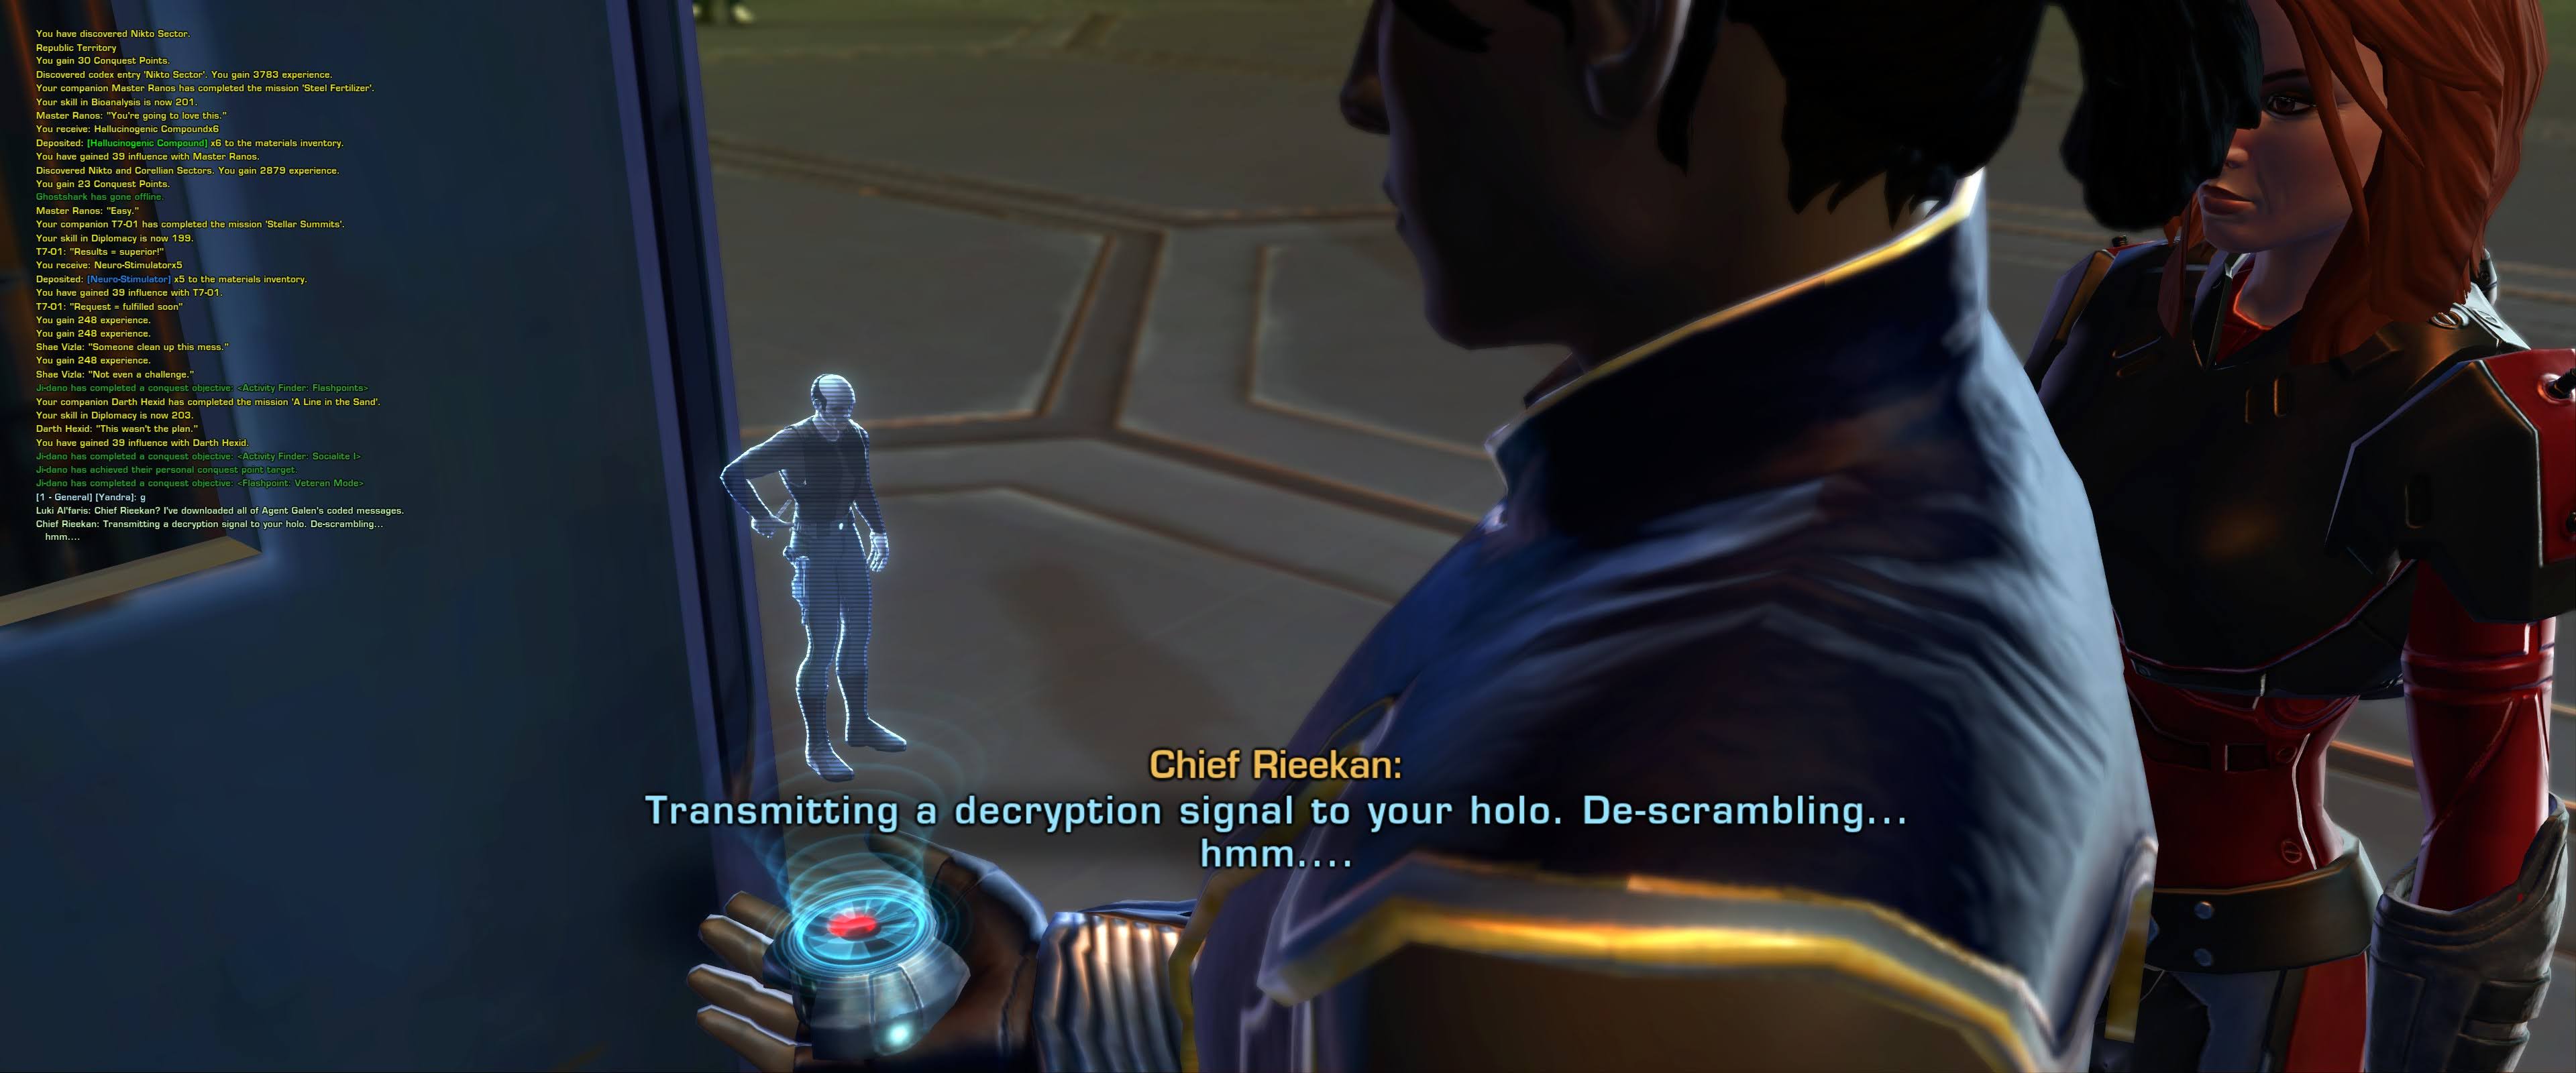 You have discovered Nikto Sector.
Republic Territory
You gain 30 Conquest Points.
Discovered codex entry 'Nikto Sector'. You gain 3783 experience.
Your companion Master Ranos has completed the mission 'Steel Fertilizer'.
Your skill in Bioanalysis is now 201.
Master Ranos: "You're going to love this."
You receive: Hallucinogenic Compoundx6
Deposited: [Hallucinogenic Compound] x6 to the materials inventory.
You have gained 39 influence with Master Ranos.
Discovered Nikto and Corellian Sectors. You gain 2879 experience.
You gain 23 Conquest Points.
Ghostshark has gone offline.
Master Ranos: "Easy."
Your companion T7-01 has completed the mission 'Stellar Summits'.
Your skill in Diplomacy is now 199.
T7-01: "Results = superior!"
You receive: Neuro-Stimulatorx5
Deposited: [Neuro-Stimulator] x5 to the materials inventory.
You have gained 39 influence with T7-01.
T7-01: "Request = fulfilled soon"
You gain 248 experience.
You gain 248 experience.
Shae Vizla: "Someone clean up this mess."
You gain 248 experience.
Shae Vizla: "Not even a challenge."
Ji-dano has completed a conquest objective: <Activity Finder: Flashpoints>
Your companion Darth Hexid has completed the mission 'A Line in the Sand'.
Your skill in Diplomacy is now 203.
Darth Hexid: "This wasn't the plan."
You have gained 39 influence with Darth Hexid.
Ji-dano has completed a conquest objective: <Activity Finder: Socialite I>
Ji-dano has achieved their personal conquest point target.
Ji-dano has completed a conquest objective: <Flashpoint: Veteran Mode>
[1 - General] [Yandra]: g
Luki Al'faris: Chief Rieekan? I've downloaded all of Agent Galen's coded messages.
Chief Rieekan: Transmitting a decryption signal to your holo. De-scrambling...
hmm....
Chief Rieekan:
Transmitting a decryption signal to your holo. De-scrambling...
hmm....